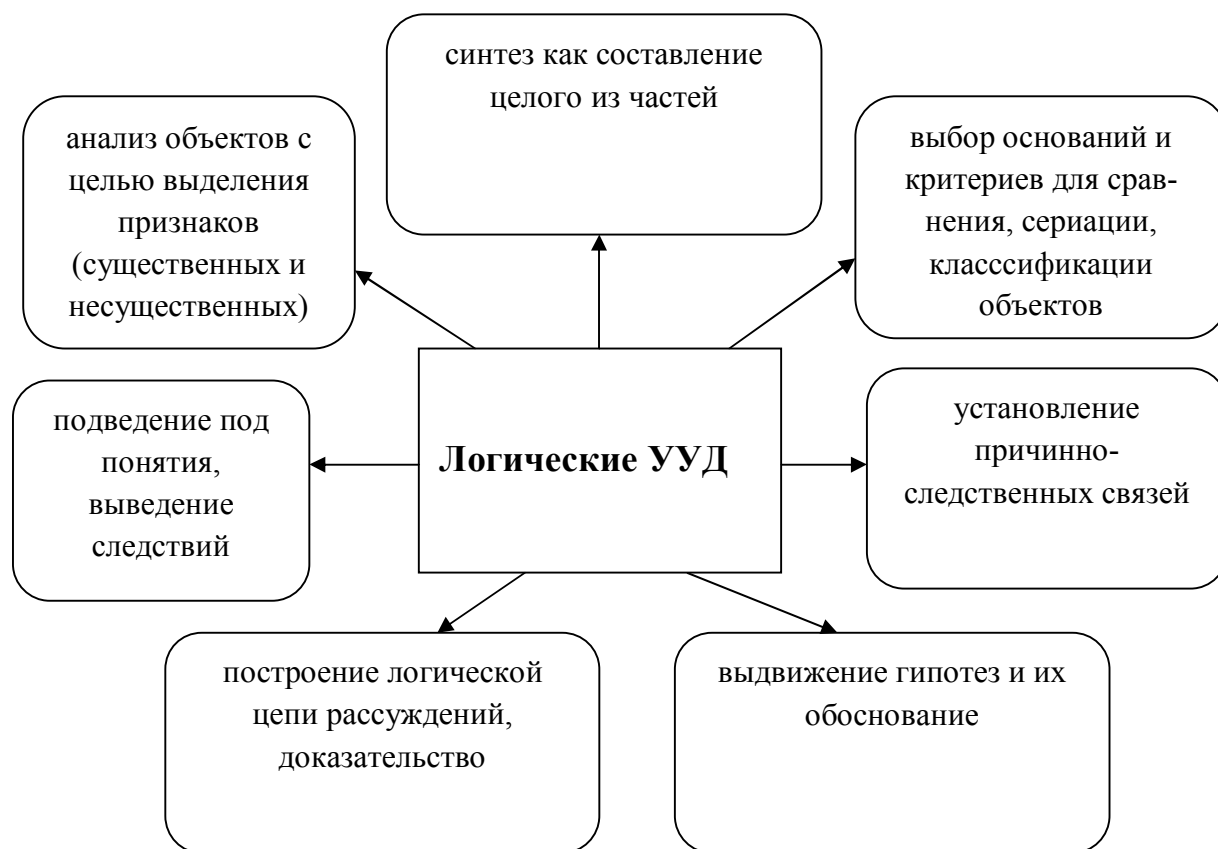 синтез как составление
целого из частей
анализ объектов с
целью выделения
признаков
(существенных и
несущественных)
выбор оснований и
критериев для срав-
нения, сериации,
класссификации
объектов
подведение под
понятия,
выведение
следствий
Логические УУД
установление
причинно-
следственных связей
построение логической
цепи рассуждений,
доказательство
выдвижение гипотез и их
обоснование